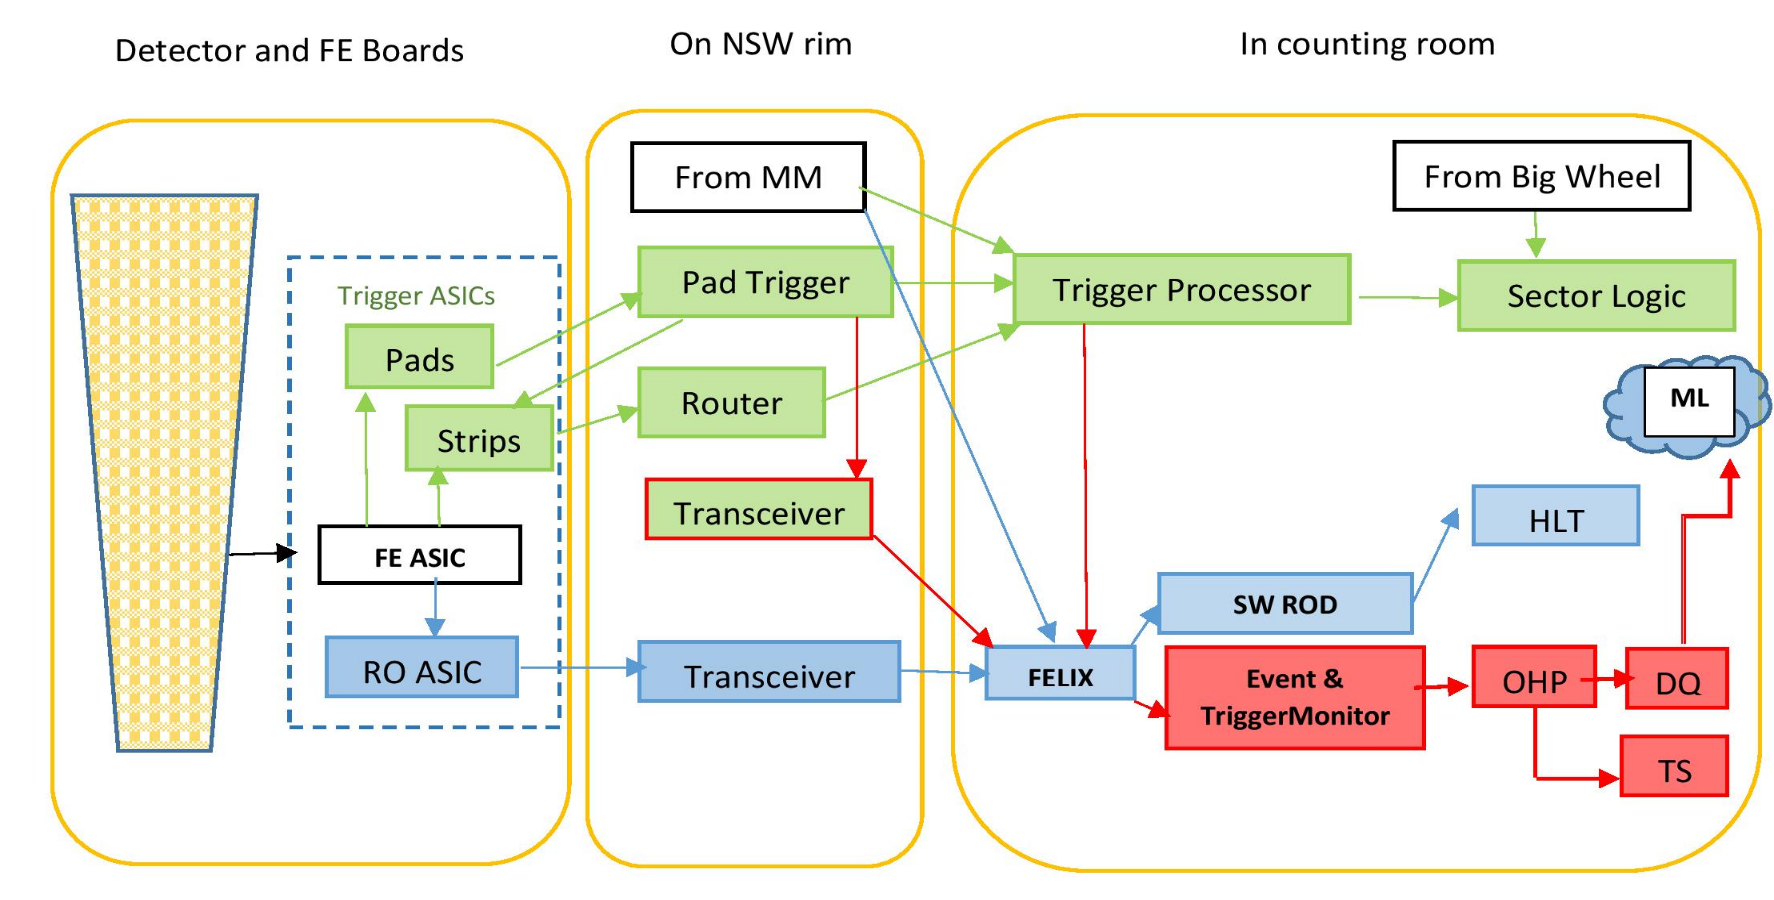 Detector and FE Boards
On NSW rim
In counting room
From MM
From Big Wheel
Pad Trigger
Trigger Processor
Sector Logic
Trigger ASICs
Pads
Router
ML
Strips
Transceiver
HLT
FE ASIC
SW ROD
RO ASIC
Transceiver
FELIX
Event &
TriggerMonitor
OHP
DQ
TS